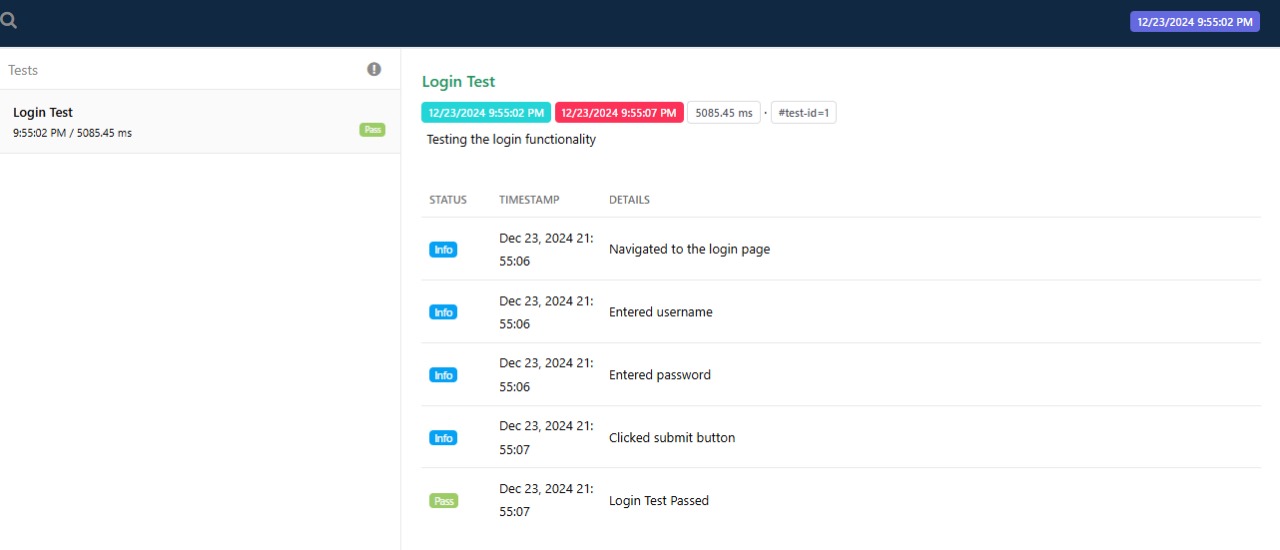 12/23/2024 9:55:02 PM
Tests
Login Test
9:55:02 PM / 5085.45 ms
Pass
Login Test
12/23/2024 9:55:02 PM 12/23/2024 9:55:07 PM 5085.45 ms · #test-id=1
Testing the login functionality
STATUS TIMESTAMP DETAILS
Info Dec 23, 2024 21:
55:06 Navigated to the login page
Info Dec 23, 2024 21:
55:06 Entered username
Info Dec 23, 2024 21:
55:06 Entered password
Info Dec 23, 2024 21:
55:07 Clicked submit button
Pass Dec 23, 2024 21:
55:07 Login Test Passed